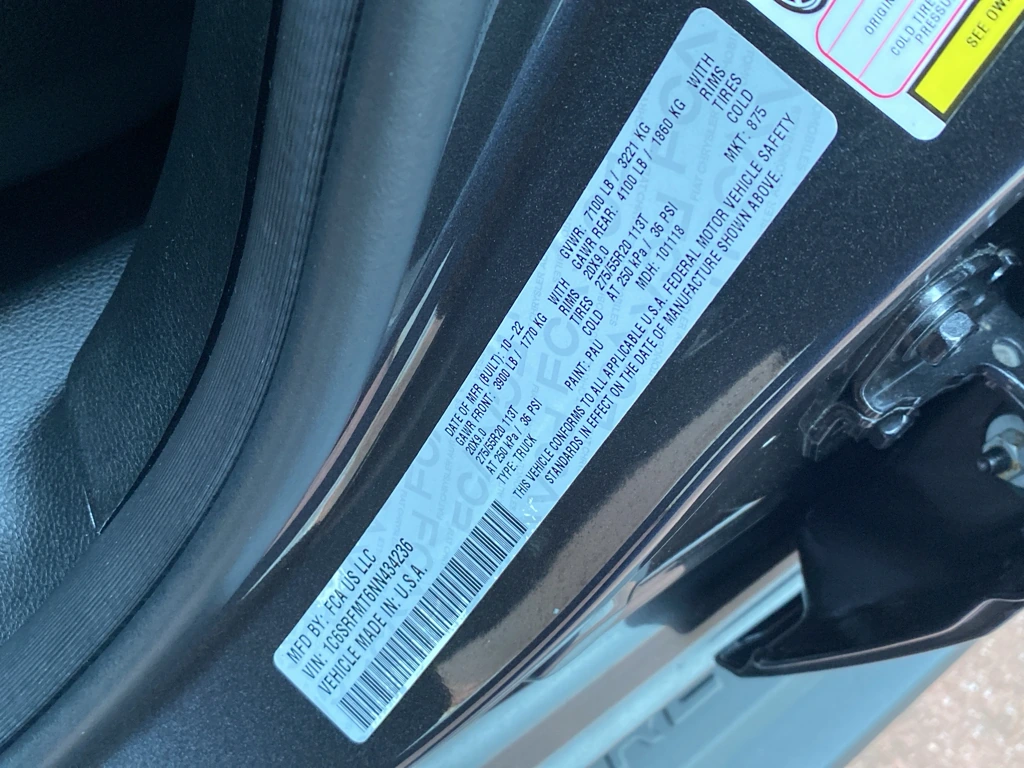 MFD BY: FCA US LLC
VIN: 1C6SRFMT6NN434236
VEHICLE MADE IN: U.S.A.
DATE OF MFR (BUILT): 10-22
GVWR: 7100 LB / 3221 KG
GAWR FRONT: 3900 LB / 1770 KG
WITH
20X9.0
RIMS
275/55R20 113T
TIRES
AT 250 kPa / 36 PSI
COLD
GAWR REAR: 4100 LB / 1860 KG
WITH
20X9.0
RIMS
275/55R20 113T
TIRES
AT 250 kPa / 36 PSI
COLD
TYPE: TRUCK
PAINT: PAU
MDH: 101118
MKT: 875
THIS VEHICLE CONFORMS TO ALL APPLICABLE U.S.A. FEDERAL MOTOR VEHICLE SAFETY
STANDARDS IN EFFECT ON THE DATE OF MANUFACTURE SHOWN ABOVE.
COLD TIRE
SEE